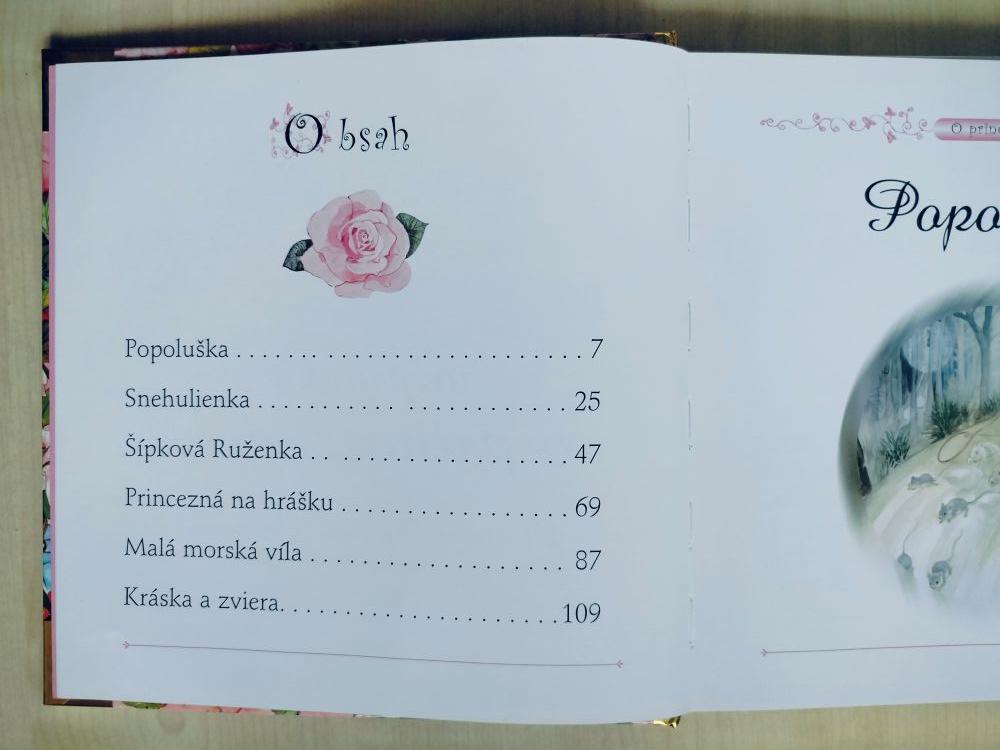 Obsah
Popoluška . . . . . . . . . . . . . . . . . . . . . . . . . . . . 7
Snehulienka . . . . . . . . . . . . . . . . . . . . . . . . . 25
Šípková Ruženka . . . . . . . . . . . . . . . . . . . . . 47
Princezná na hrášku . . . . . . . . . . . . . . . . . . . 69
Malá morská víla . . . . . . . . . . . . . . . . . . . . . 87
Kráska a zviera. . . . . . . . . . . . . . . . . . . . . . 109
O